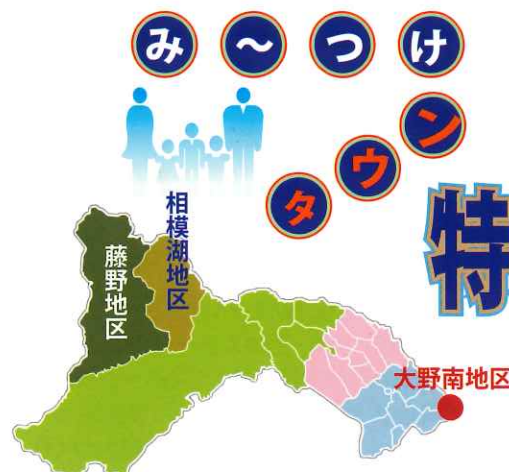 み～つけ
タウン
特
相模湖地区
藤野地区
大野南地区